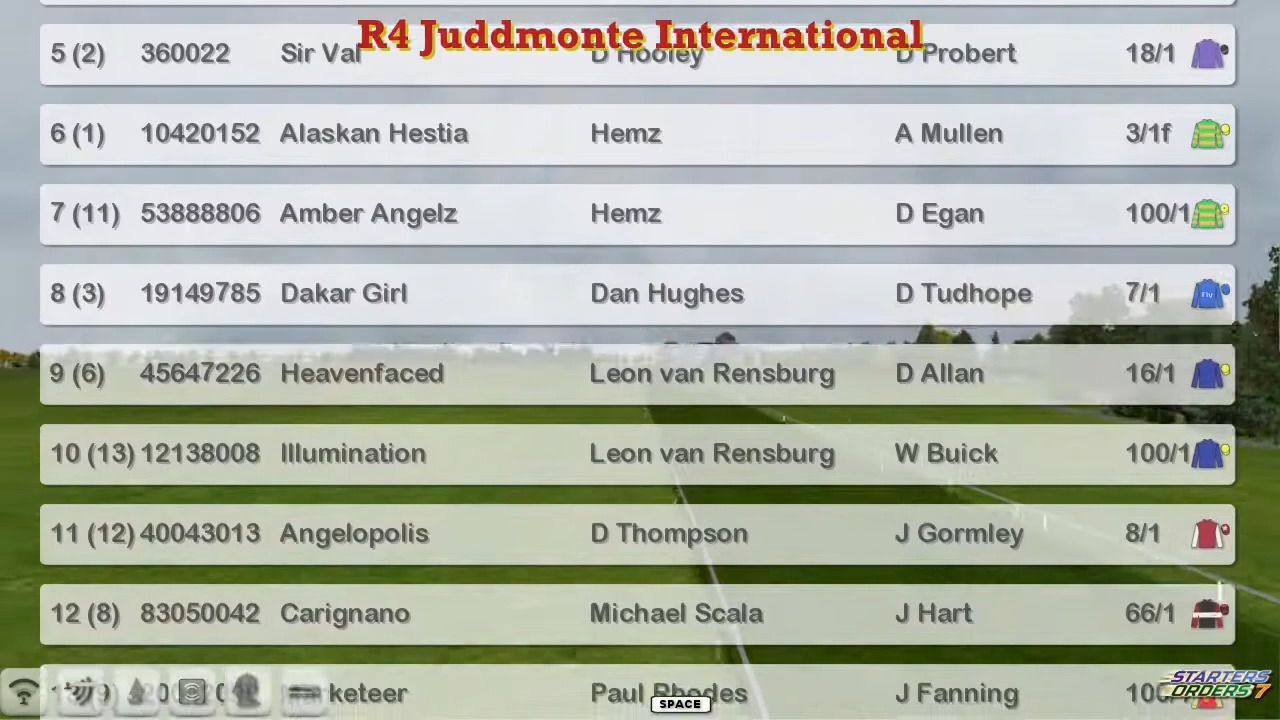 R4 Juddmonte International
5 (2) 360022 Sir Val D Hooley D Probert 18/1
6 (1) 10420152 Alaskan Hestia Hemz A Mullen 3/1f
7 (11) 53888806 Amber Angelz Hemz D Egan 100/1
8 (3) 19149785 Dakar Girl Dan Hughes D Tudhope 7/1
9 (6) 45647226 Heavenfaced Leon van Rensburg D Allan 16/1
10 (13) 12138008 Illumination Leon van Rensburg W Buick 100/1
11 (12) 40043013 Angelopolis D Thompson J Gormley 8/1
12 (8) 83050042 Carignano Michael Scala J Hart 66/1
Paul Rhodes J Fanning
SPACE
STARTERS ORDERS 7